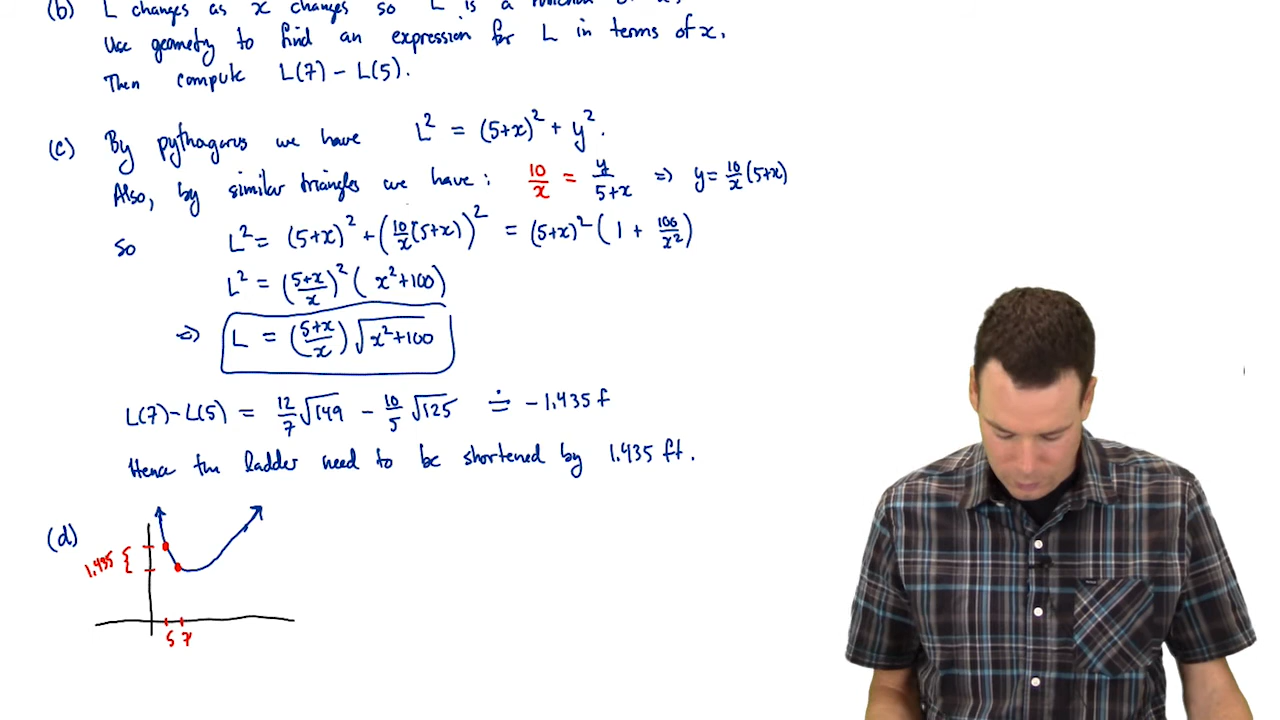 (b) L changes as x changes so L is a function of x.
Use geometry to find an expression for L in terms of x.
Then compute L(7) - L(5).
(c) By pythagorus we have L² = (5+x)² + y².
Also, by similar triangles we have: 10/x = y/(5+x) => y = 10/x (5+x)
So L² = (5+x)² + (10/x (5+x))² = (5+x)² (1 + 100/x²)
L² = ((5+x)/x)² (x²+100)
=> L = ((5+x)/x) √(x²+100)
L(7)-L(5) = 12/7 √149 - 10/5 √125 ≐ -1.435 f
Hence the ladder need to be shortened by 1.435 ft.
(d)
1.435 {
5 7